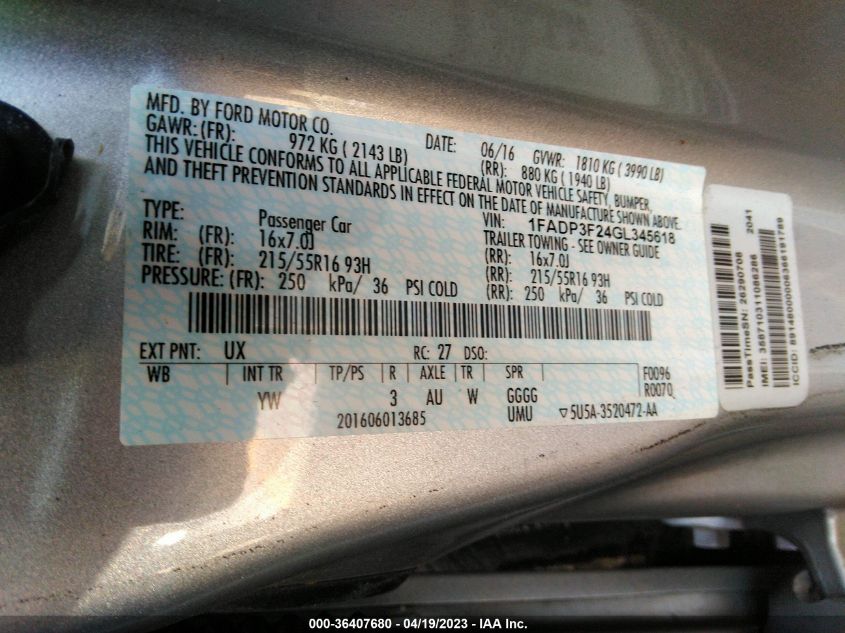 MFD. BY FORD MOTOR CO.
DATE: 06/16 GVWR: 1810 KG ( 3990 LB)
GAWR: (FR): 972 KG ( 2143 LB) (RR): 880 KG ( 1940 LB)
THIS VEHICLE CONFORMS TO ALL APPLICABLE FEDERAL MOTOR VEHICLE SAFETY, BUMPER,
AND THEFT PREVENTION STANDARDS IN EFFECT ON THE DATE OF MANUFACTURE SHOWN ABOVE.
VIN: 1FADP3F24GL345618
TYPE: Passenger Car TRAILER TOWING - SEE OWNER GUIDE
RIM: (FR): 16x7.0J (RR): 16x7.0J
TIRE: (FR): 215/55R16 93H (RR): 215/55R16 93H
PRESSURE: (FR): 250 kPa/ 36 PSI COLD (RR): 250 kPa/ 36 PSI COLD
EXT PNT: UX RC: 27 DSO:
WB INT TR TP/PS R AXLE TR SPR F0096
YW 3 AU W GGGG R0070
201606013685 UMU ▽5U5A-3520472-AA
PassTimeSN: 26290708 2041
000-36407680 - 04/19/2023 - IAA Inc.